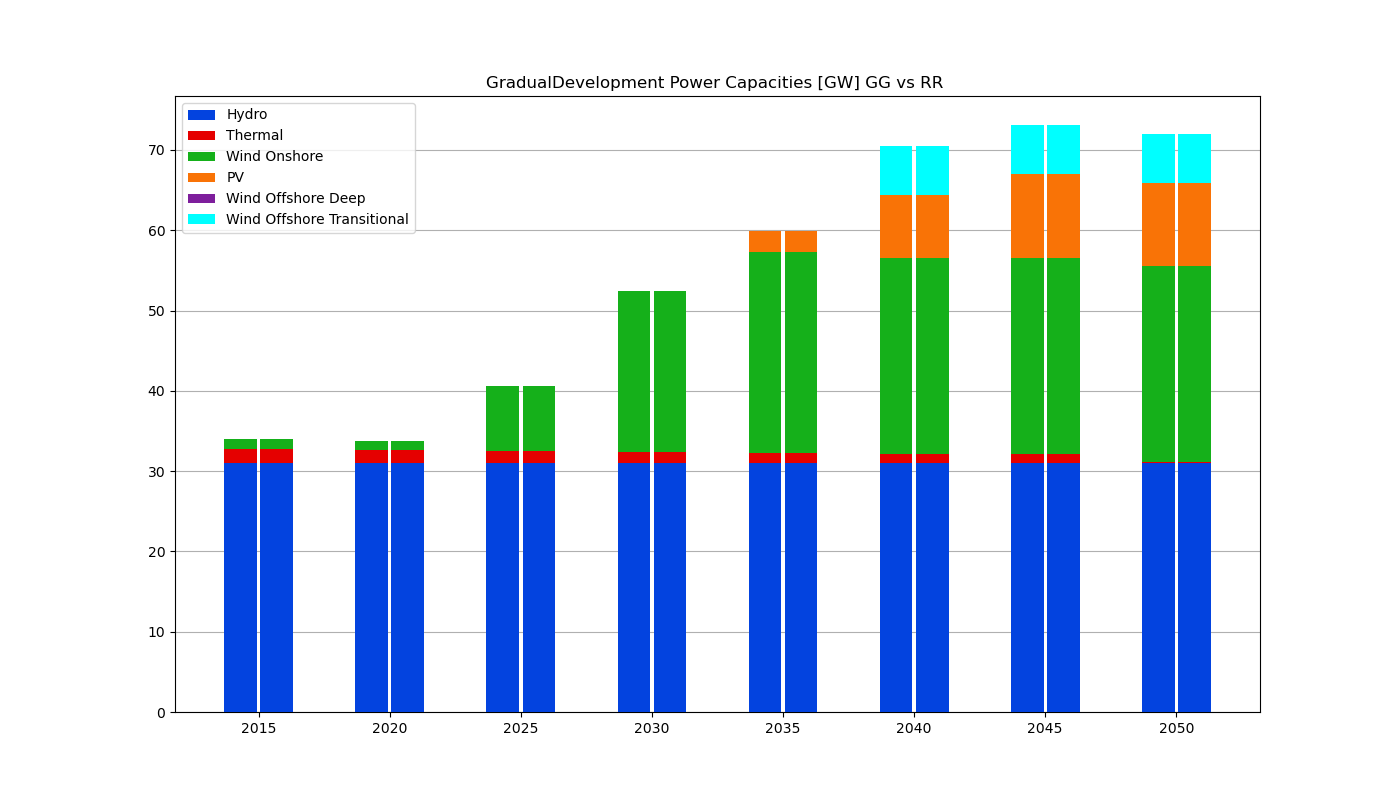 GradualDevelopment Power Capacities [GW] GG vs RR
Hydro
Thermal
Wind Onshore
PV
Wind Offshore Deep
Wind Offshore Transitional
70
60
50
40
30
20
10
0
2015 2020 2025 2030 2035 2040 2045 2050